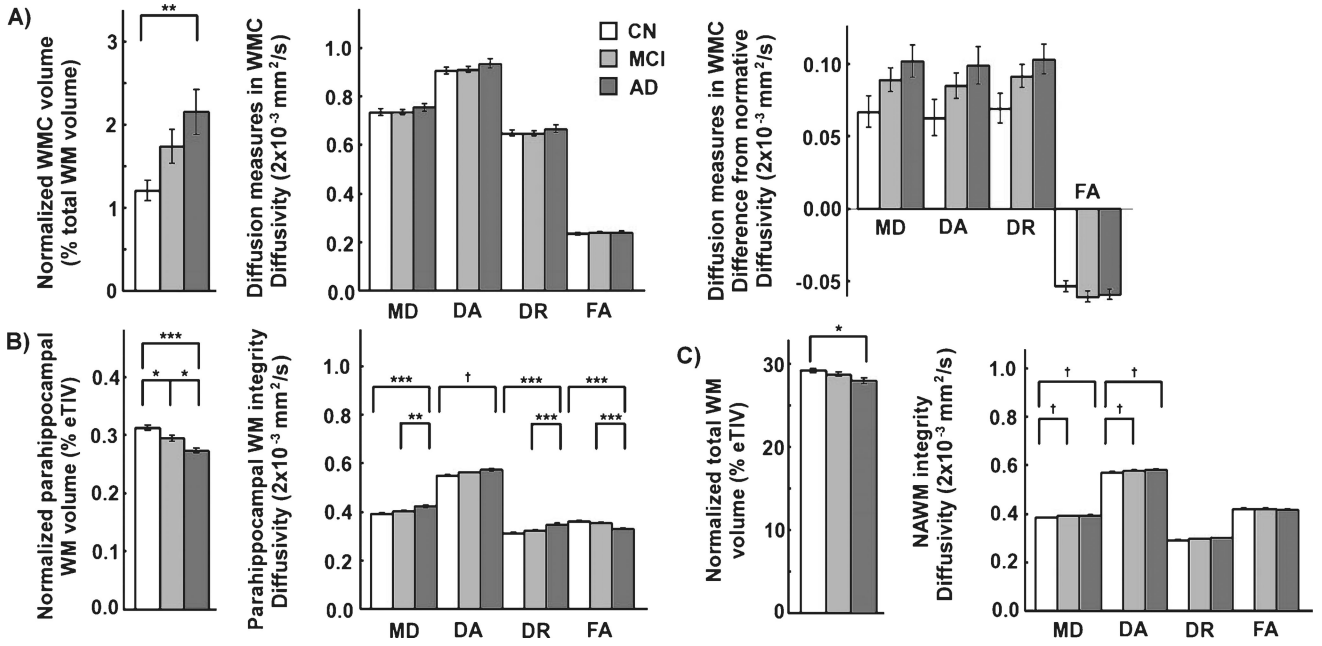 A)
Normalized WMC volume
(% total WM volume)
3
2
1
0
**
Diffusion measures in WMC
Diffusivity (2x10⁻³ mm²/s)
1.0
0.8
0.6
0.4
0.2
0.0
MD DA DR FA
CN
MCI
AD
Diffusion measures in WMC
Difference from normative
Diffusivity (2x10⁻³ mm²/s)
0.10
0.05
0.00
-0.05
MD DA DR
FA
B)
Normalized parahippocampal
WM volume (% eTIV)
0.4
0.3
0.2
0.1
0.0
***
* *
Parahippocampal WM integrity
Diffusivity (2x10⁻³ mm²/s)
1.0
0.8
0.6
0.4
0.2
0.0
*** † *** ***
** *** ***
MD DA DR FA
C)
Normalized total WM
volume (% eTIV)
30
20
10
0
*
NAWM integrity
Diffusivity (2x10⁻³ mm²/s)
1.0
0.8
0.6
0.4
0.2
0.0
† †
† †
MD DA DR FA